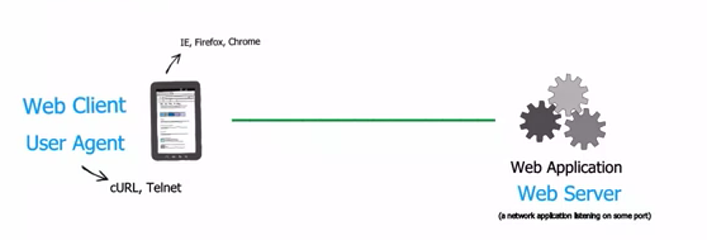 IE, Firefox, Chrome
Web Client
User Agent
cURL, Telnet
Web Application
Web Server
(a network application listening on some port)